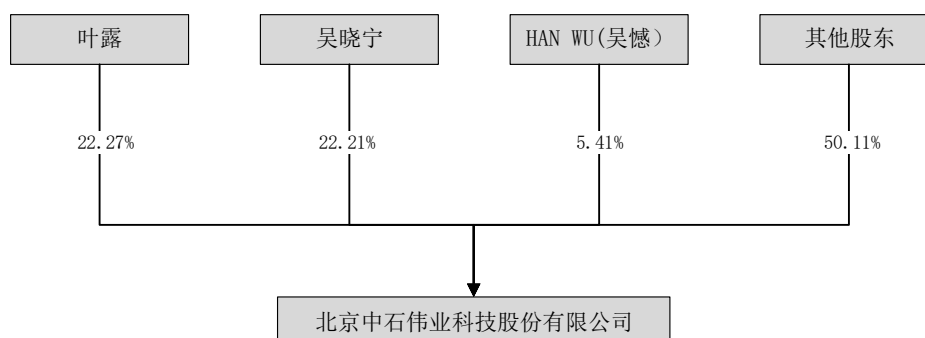 叶露
吴晓宁
HAN WU(吴憾）
其他股东
22.27%
22.21%
5.41%
50.11%
北京中石伟业科技股份有限公司